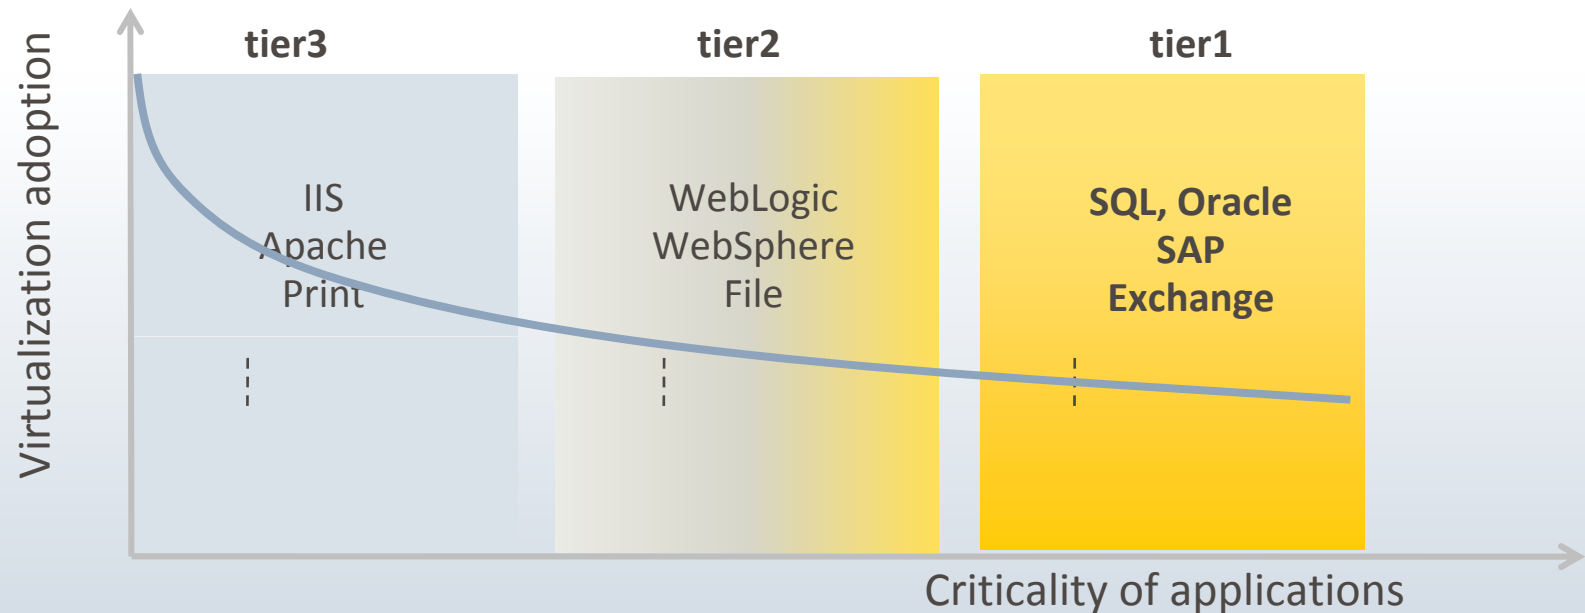 Virtualization adoption
tier3
tier2
tier1
IIS
Apache
Print
WebLogic
WebSphere
File
SQL, Oracle
SAP
Exchange
Criticality of applications